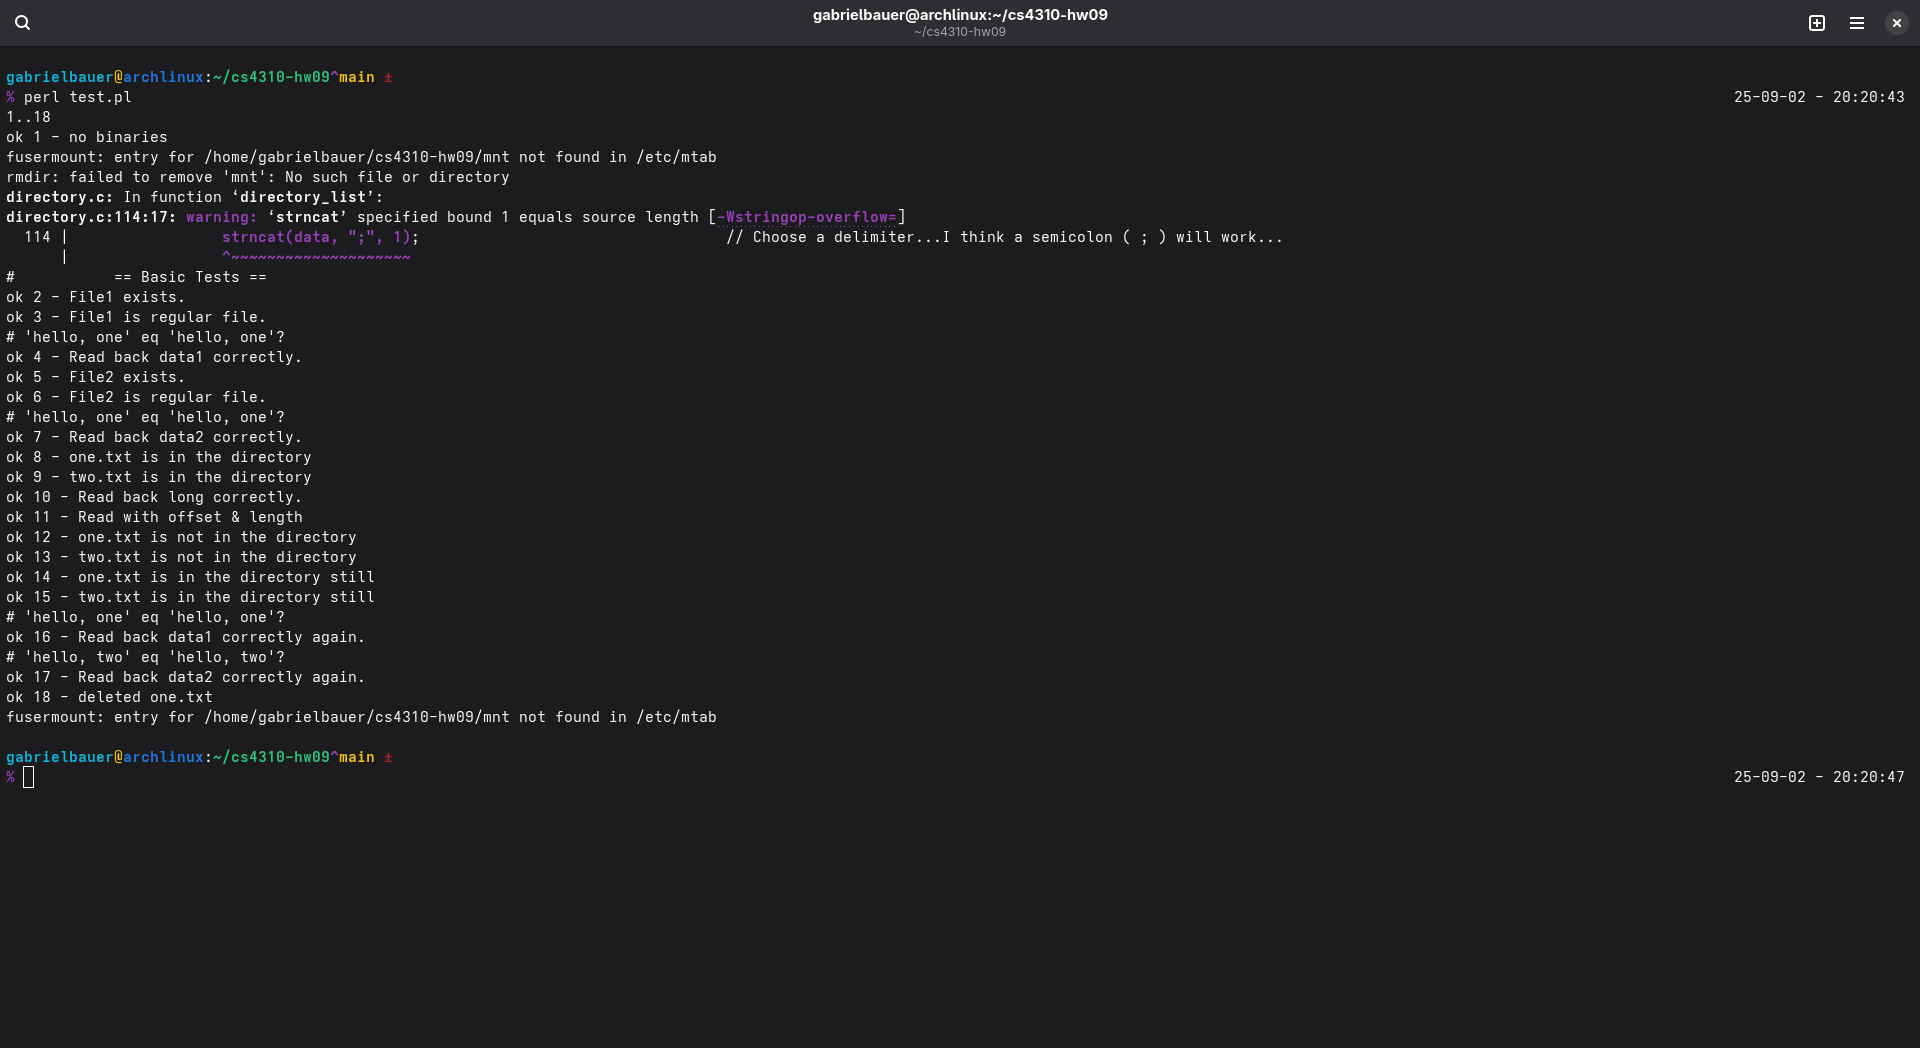 gabrielbauer@archlinux:~/cs4310-hw09
~/cs4310-hw09
gabrielbauer@archlinux:~/cs4310-hw09^main ±
% perl test.pl 25-09-02 - 20:20:43
1..18
ok 1 - no binaries
fusermount: entry for /home/gabrielbauer/cs4310-hw09/mnt not found in /etc/mtab
rmdir: failed to remove 'mnt': No such file or directory
directory.c: In function ‘directory_list’:
directory.c:114:17: warning: ‘strncat’ specified bound 1 equals source length [-Wstringop-overflow=]
114 | strncat(data, ";", 1); // Choose a delimiter...I think a semicolon ( ; ) will work...
| ^~~~~~~~~~~~~~~~~~~~~
# == Basic Tests ==
ok 2 - File1 exists.
ok 3 - File1 is regular file.
# 'hello, one' eq 'hello, one'?
ok 4 - Read back data1 correctly.
ok 5 - File2 exists.
ok 6 - File2 is regular file.
# 'hello, one' eq 'hello, one'?
ok 7 - Read back data2 correctly.
ok 8 - one.txt is in the directory
ok 9 - two.txt is in the directory
ok 10 - Read back long correctly.
ok 11 - Read with offset & length
ok 12 - one.txt is not in the directory
ok 13 - two.txt is not in the directory
ok 14 - one.txt is in the directory still
ok 15 - two.txt is in the directory still
# 'hello, one' eq 'hello, one'?
ok 16 - Read back data1 correctly again.
# 'hello, two' eq 'hello, two'?
ok 17 - Read back data2 correctly again.
ok 18 - deleted one.txt
fusermount: entry for /home/gabrielbauer/cs4310-hw09/mnt not found in /etc/mtab
gabrielbauer@archlinux:~/cs4310-hw09^main ±
% 25-09-02 - 20:20:47